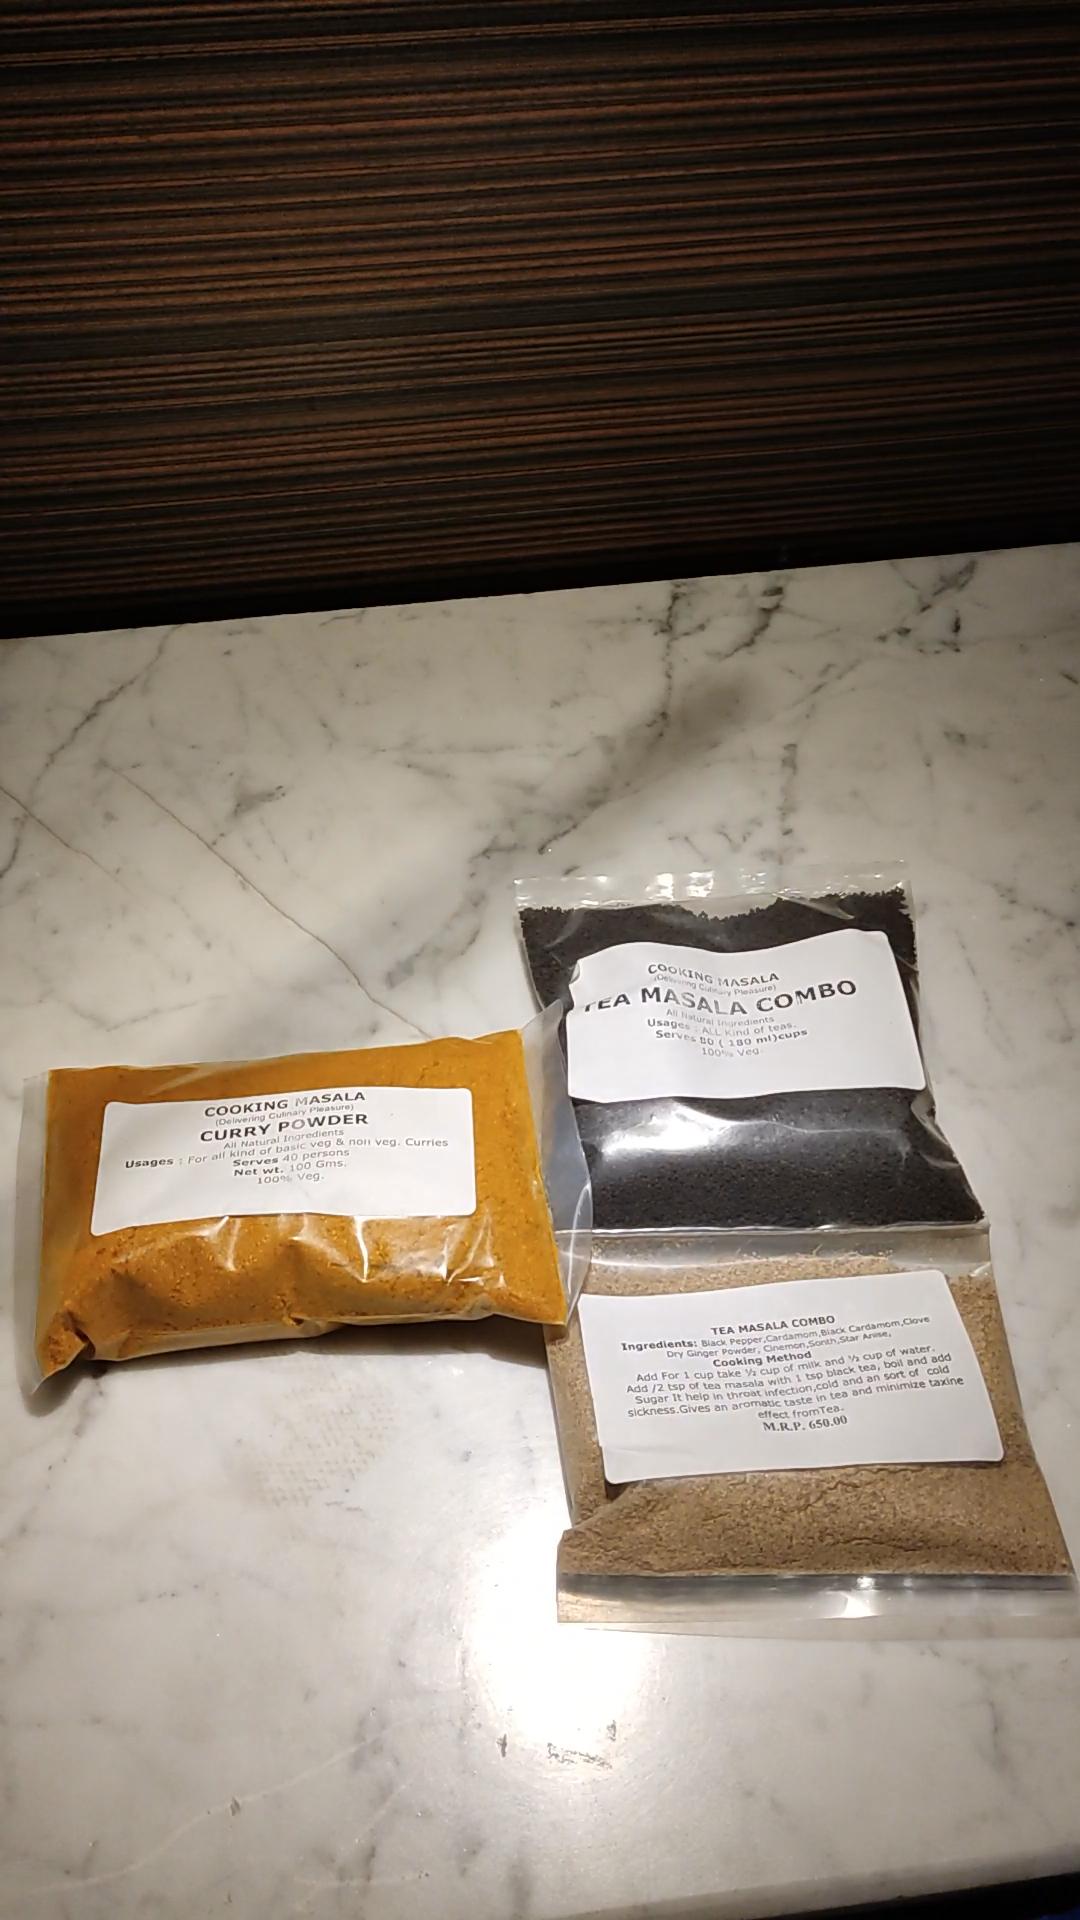 COOKING MASALA
(Delivering Culinary Pleasure)
CURRY POWDER
All Natural Ingredients
Usages : For all kind of basic veg & non veg. Curries
Serves 40 persons
Net wt. 100 Gms.
100% Veg.
COOKING MASALA
(Delivering Culinary Pleasure)
TEA MASALA COMBO
All Natural Ingredients
Usages : ALL Kind of teas.
Serves 80 ( 180 ml)cups
100% Veg.
TEA MASALA COMBO
Ingredients: Black Pepper,Cardamom,Black Cardamom,Clove
Dry Ginger Powder, Cinemon,Sonth,Star Anise,
Cooking Method
Add For 1 cup take ½ cup of milk and ½ cup of water.
Add /2 tsp of tea masala with 1 tsp black tea, boil and add
Sugar It help in throat infection,cold and an sort of cold
sickness.Gives an aromatic taste in tea and minimize taxine
effect fromTea.
M.R.P. 650.00